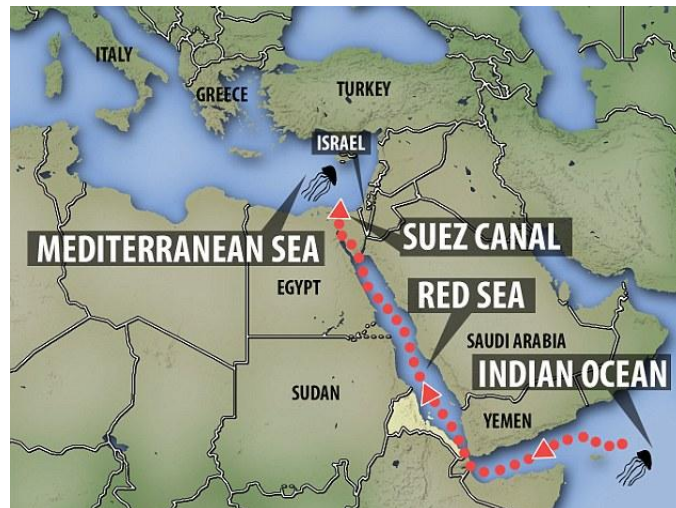 ITALY
GREECE
TURKEY
ISRAEL
MEDITERRANEAN SEA
SUEZ CANAL
EGYPT
RED SEA
SAUDI ARABIA
INDIAN OCEAN
SUDAN
YEMEN